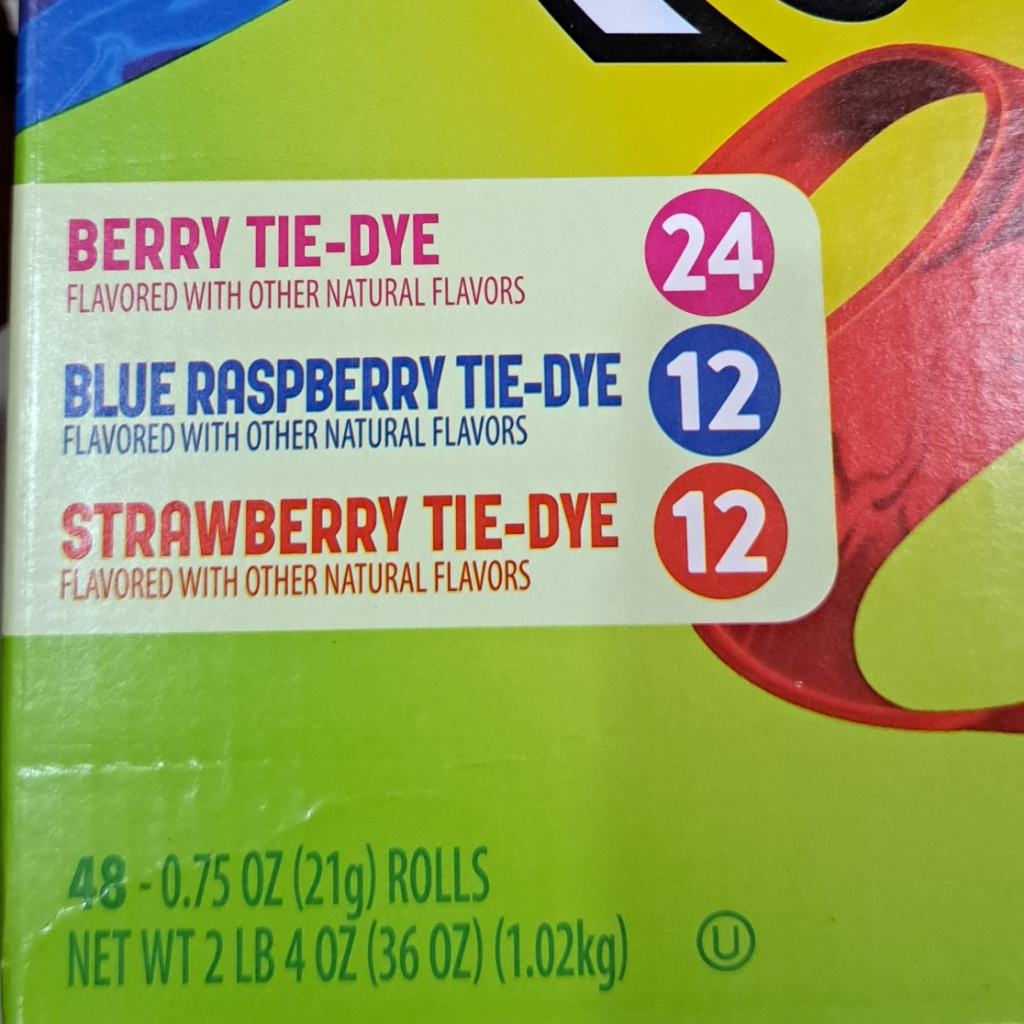 BERRY TIE-DYE 24
FLAVORED WITH OTHER NATURAL FLAVORS
BLUE RASPBERRY TIE-DYE 12
FLAVORED WITH OTHER NATURAL FLAVORS
STRAWBERRY TIE-DYE 12
FLAVORED WITH OTHER NATURAL FLAVORS
48 - 0.75 OZ (21g) ROLLS
NET WT 2 LB 4 OZ (36 OZ) (1.02kg) U